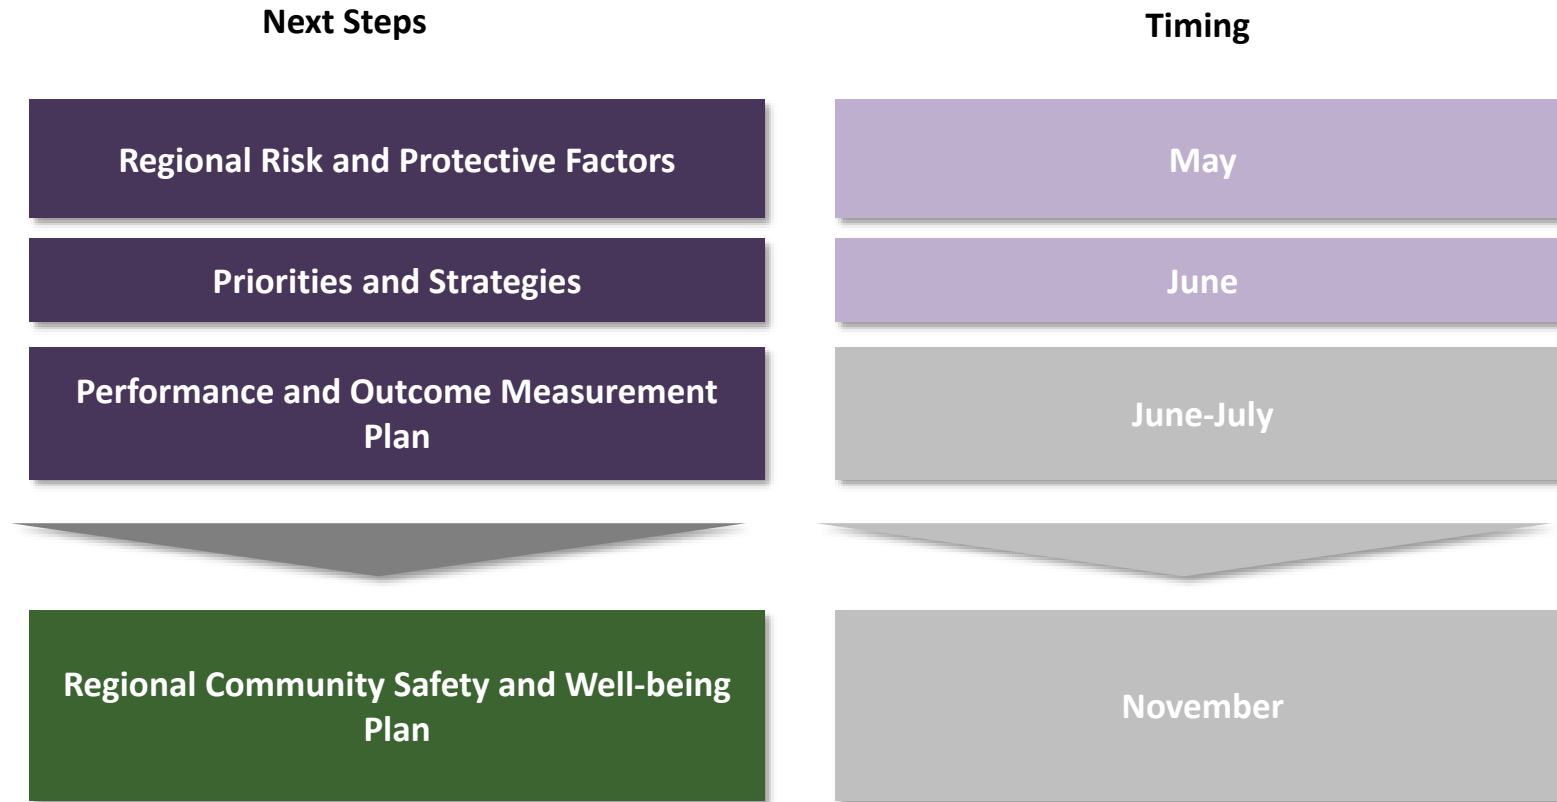 Next Steps
Timing
Regional Risk and Protective Factors
May
Priorities and Strategies
June
Performance and Outcome Measurement
Plan
June-July
Regional Community Safety and Well-being
Plan
November